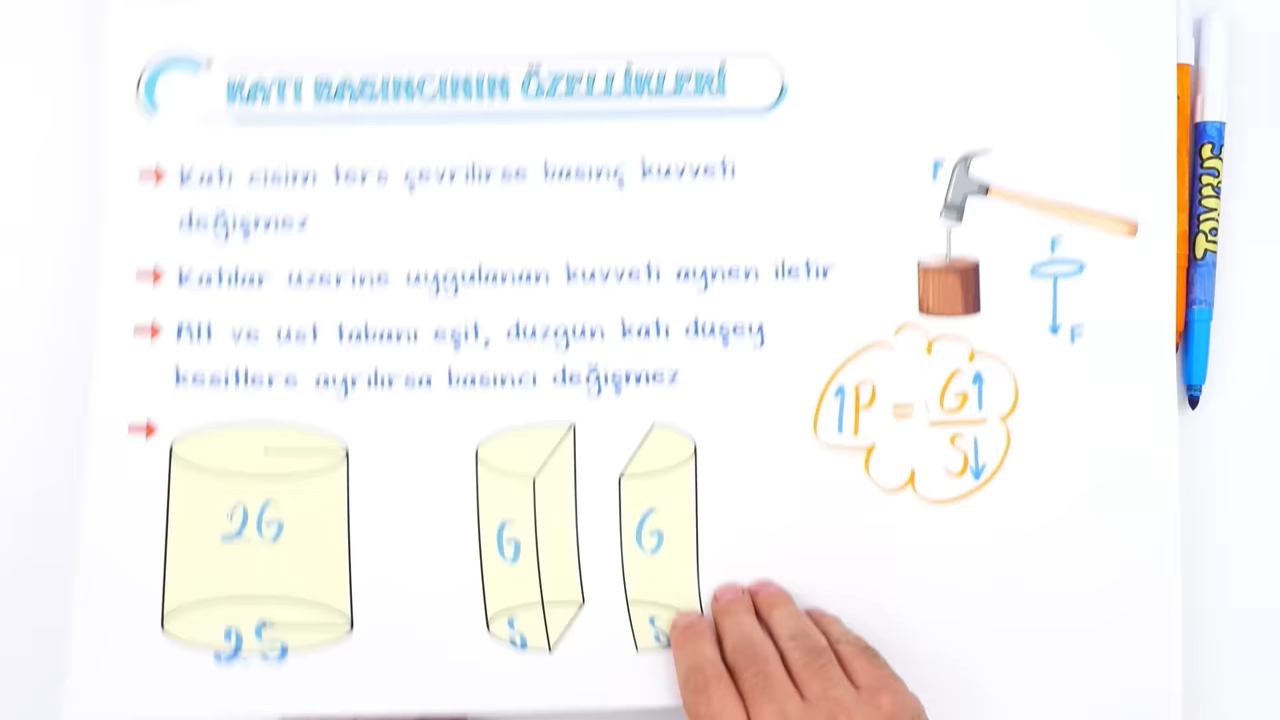 KATI BASINCININ ÖZELLİKLERİ
Katı cisim ters çevrilirse basınç kuvveti
değişmez
Katılar üzerine uygulanan kuvveti aynen iletir
Alt ve üst tabanı eşit, düzgün katı düşey
kesitlere ayrılırsa basıncı değişmez
F
F
F
↑P = G↑
S↓
2G
G
G
2S
S
S